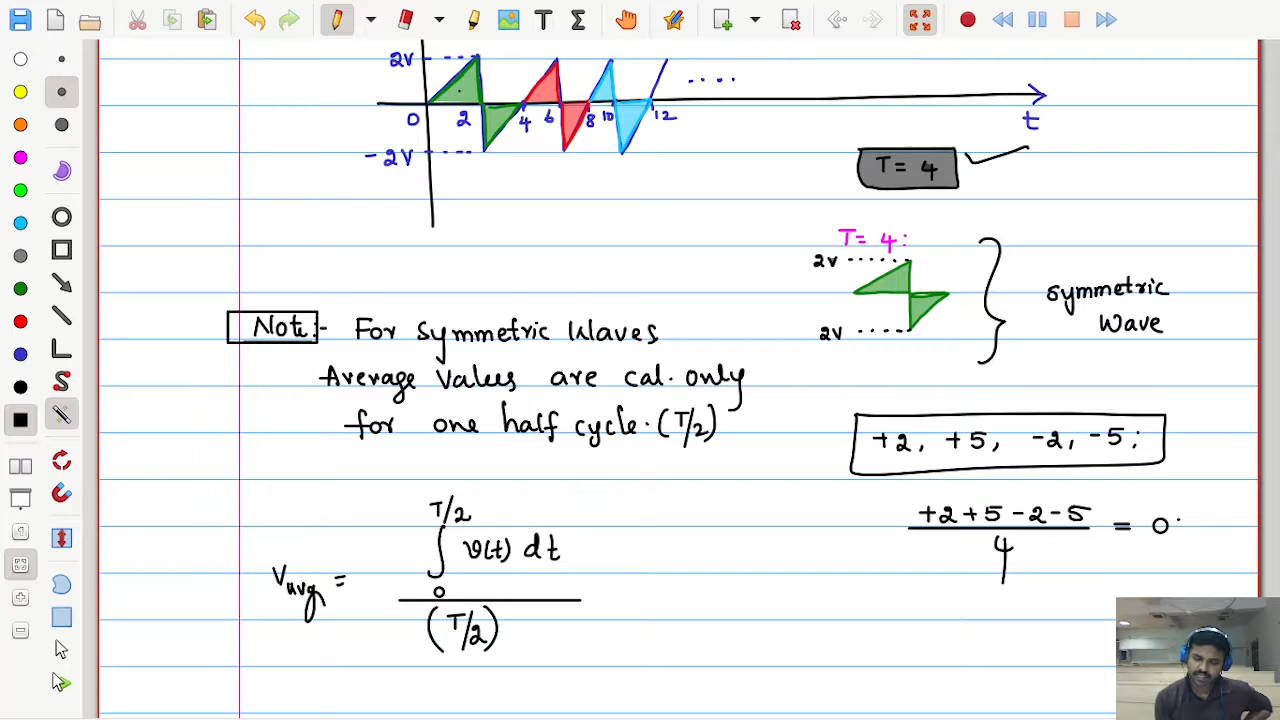 2V
....
0 2 4 6 8 10 12
t
-2V
T = 4
T = 4 :
2V
Symmetric
Wave
2V
Note:- For Symmetric Waves
Average Values are cal. only
for one half cycle. (T/2)
+2, +5, -2, -5 ;
T/2
+2+5-2-5
∫ v(t) dt
= 0
4
Vavg =
0
(T/2)